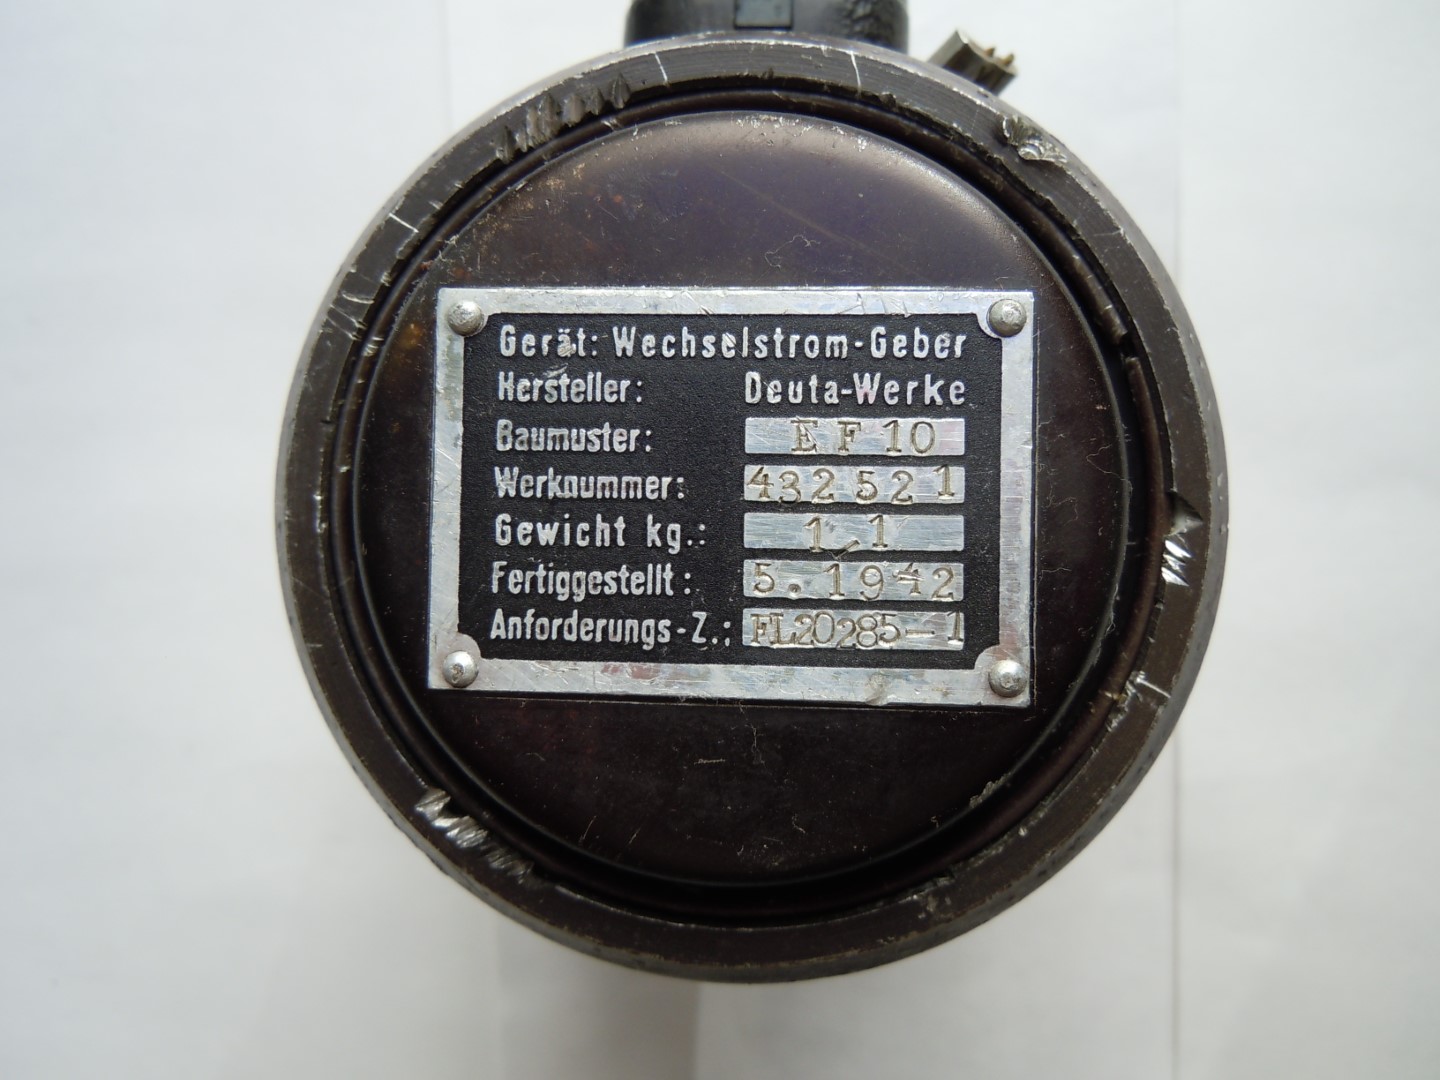 Gerät: Wechselstrom-Geber
Hersteller: Deuta-Werke
Baumuster: EF10
Werknummer: 432521
Gewicht kg.: 1,1
Fertiggestellt: 5.1942
Anforderungs-Z.: FL20285-1